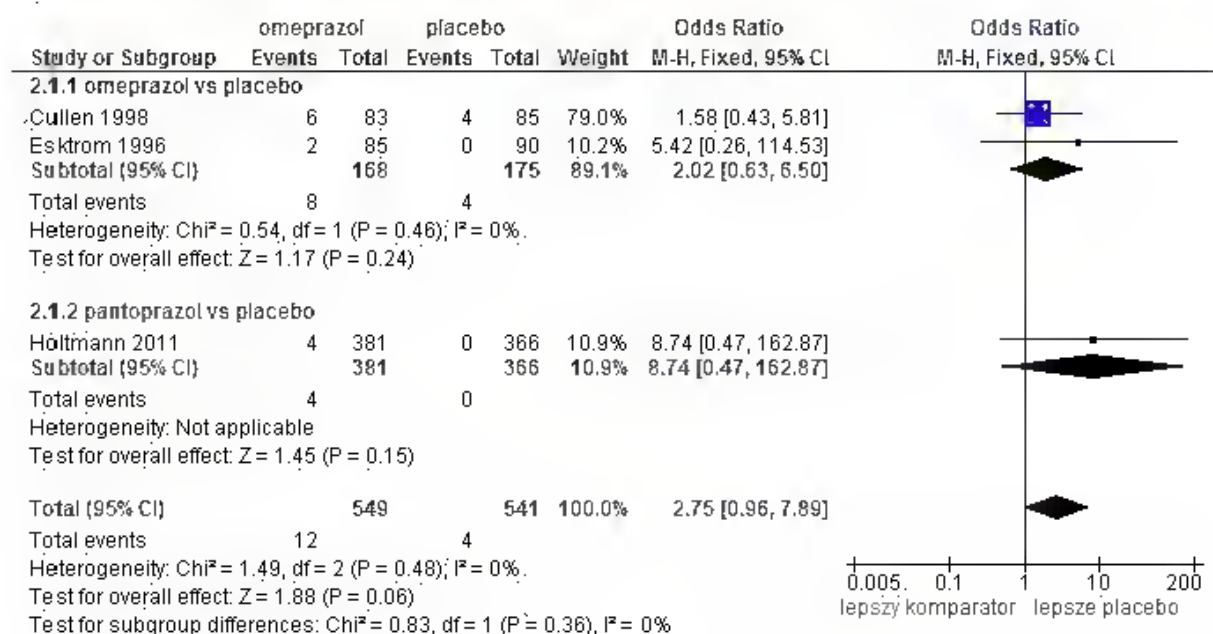 omeprazol placebo Odds Ratio Odds Ratio
Study or Subgroup Events Total Events Total Weight M-H, Fixed, 95% CI M-H, Fixed, 95% CI
2.1.1 omeprazol vs placebo
Cullen 1998 6 83 4 85 79.0% 1.58 [0.43, 5.81]
Esktrom 1996 2 85 0 90 10.2% 5.42 [0.26, 114.53]
Subtotal (95% CI) 168 175 89.1% 2.02 [0.63, 6.50]
Total events 8 4
Heterogeneity: Chi² = 0.54, df = 1 (P = 0.46); I² = 0%.
Test for overall effect: Z = 1.17 (P = 0.24)
2.1.2 pantoprazol vs placebo
Holtmann 2011 4 381 0 366 10.9% 8.74 [0.47, 162.87]
Subtotal (95% CI) 381 366 10.9% 8.74 [0.47, 162.87]
Total events 4 0
Heterogeneity: Not applicable
Test for overall effect: Z = 1.45 (P = 0.15)
Total (95% CI) 549 541 100.0% 2.75 [0.96, 7.89]
Total events 12 4
Heterogeneity: Chi² = 1.49, df = 2 (P = 0.48); I² = 0%.
Test for overall effect: Z = 1.88 (P = 0.06)
Test for subgroup differences: Chi² = 0.83, df = 1 (P = 0.36), I² = 0%
0.005 0.1 1 10 200
lepszy komparator lepsze placebo